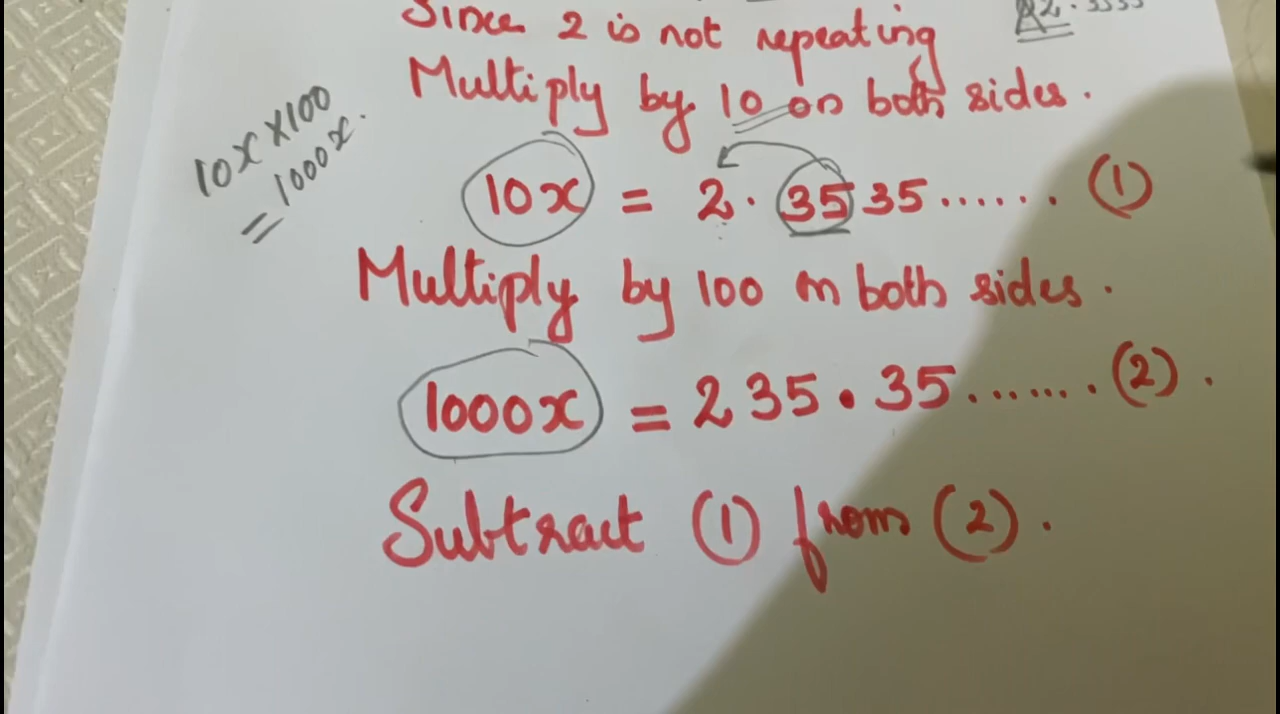 Since 2 is not repeating
Multiply by 10 on both sides.
10x × 100
= 1000x.
10x = 2.3535...... (1)
Multiply by 100 on both sides.
1000x = 235.35....... (2).
Subtract (1) from (2).